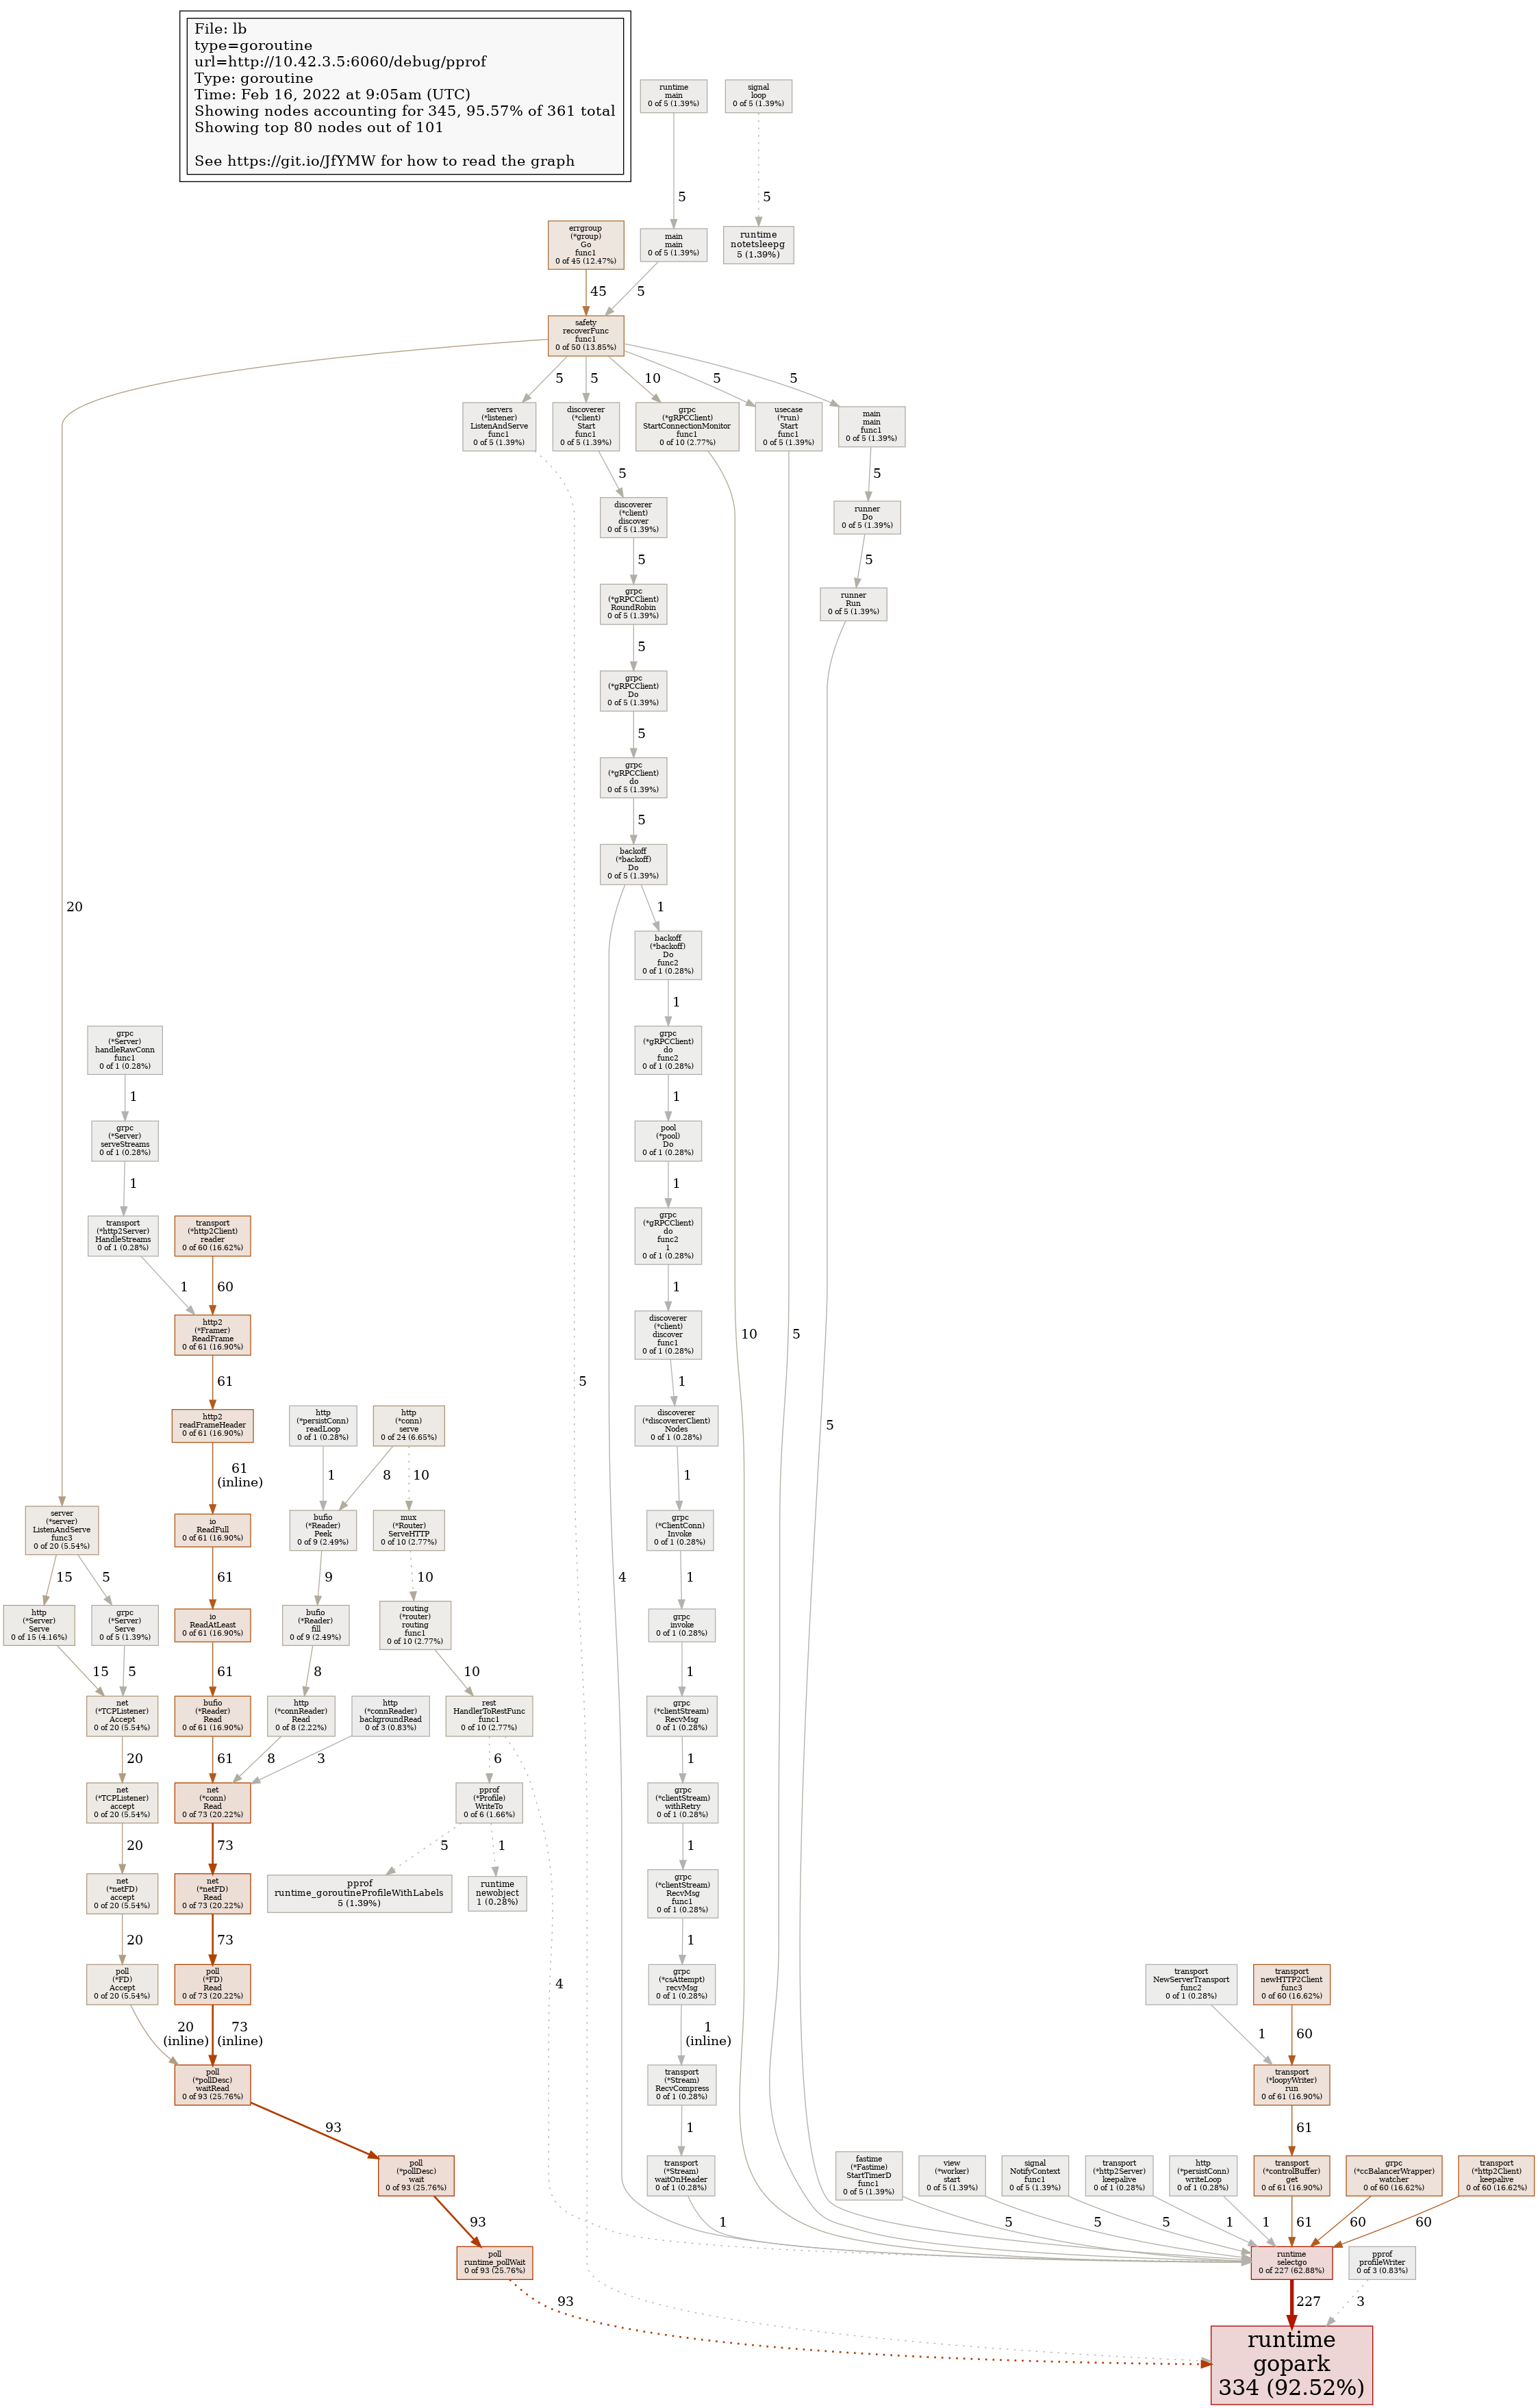 File: lb
type=goroutine
url=http://10.42.3.5:6060/debug/pprof
Type: goroutine
Time: Feb 16, 2022 at 9:05am (UTC)
Showing nodes accounting for 345, 95.57% of 361 total
Showing top 80 nodes out of 101
See https://git.io/JfYMW for how to read the graph
runtime
main
0 of 5 (1.39%)
signal
loop
0 of 5 (1.39%)
5
5
errgroup
(*group)
Go
func1
0 of 45 (12.47%)
main
main
0 of 5 (1.39%)
runtime
notetsleepg
5 (1.39%)
45
5
safety
recoverFunc
func1
0 of 50 (13.85%)
5
5
10
5
5
servers
(*listener)
ListenAndServe
func1
0 of 5 (1.39%)
discoverer
(*client)
Start
func1
0 of 5 (1.39%)
grpc
(*gRPCClient)
StartConnectionMonitor
func1
0 of 10 (2.77%)
usecase
(*run)
Start
func1
0 of 5 (1.39%)
main
main
func1
0 of 5 (1.39%)
5
5
discoverer
(*client)
discover
0 of 5 (1.39%)
runner
Do
0 of 5 (1.39%)
5
5
grpc
(*gRPCClient)
RoundRobin
0 of 5 (1.39%)
runner
Run
0 of 5 (1.39%)
5
grpc
(*gRPCClient)
Do
0 of 5 (1.39%)
5
grpc
(*gRPCClient)
do
0 of 5 (1.39%)
5
backoff
(*backoff)
Do
0 of 5 (1.39%)
20
1
backoff
(*backoff)
Do
func2
0 of 1 (0.28%)
1
grpc
(*Server)
handleRawConn
func1
0 of 1 (0.28%)
grpc
(*gRPCClient)
do
func2
0 of 1 (0.28%)
1
1
grpc
(*Server)
serveStreams
0 of 1 (0.28%)
pool
(*pool)
Do
0 of 1 (0.28%)
1
1
transport
(*http2Server)
HandleStreams
0 of 1 (0.28%)
transport
(*http2Client)
reader
0 of 60 (16.62%)
grpc
(*gRPCClient)
do
func2
1
0 of 1 (0.28%)
1
60
1
http2
(*Framer)
ReadFrame
0 of 61 (16.90%)
discoverer
(*client)
discover
func1
0 of 1 (0.28%)
10
5
61
5
1
http2
readFrameHeader
0 of 61 (16.90%)
http
(*persistConn)
readLoop
0 of 1 (0.28%)
http
(*conn)
serve
0 of 24 (6.65%)
discoverer
(*discovererClient)
Nodes
0 of 1 (0.28%)
5
61
(inline)
1
8
10
1
server
(*server)
ListenAndServe
func3
0 of 20 (5.54%)
io
ReadFull
0 of 61 (16.90%)
bufio
(*Reader)
Peek
0 of 9 (2.49%)
mux
(*Router)
ServeHTTP
0 of 10 (2.77%)
grpc
(*ClientConn)
Invoke
0 of 1 (0.28%)
15
5
61
9
10
4
1
http
(*Server)
Serve
0 of 15 (4.16%)
grpc
(*Server)
Serve
0 of 5 (1.39%)
io
ReadAtLeast
0 of 61 (16.90%)
bufio
(*Reader)
fill
0 of 9 (2.49%)
routing
(*router)
routing
func1
0 of 10 (2.77%)
grpc
invoke
0 of 1 (0.28%)
15
5
61
8
10
1
net
(*TCPListener)
Accept
0 of 20 (5.54%)
bufio
(*Reader)
Read
0 of 61 (16.90%)
http
(*connReader)
Read
0 of 8 (2.22%)
http
(*connReader)
backgroundRead
0 of 3 (0.83%)
rest
HandlerToRestFunc
func1
0 of 10 (2.77%)
grpc
(*clientStream)
RecvMsg
0 of 1 (0.28%)
20
61
8
3
6
1
net
(*TCPListener)
accept
0 of 20 (5.54%)
net
(*conn)
Read
0 of 73 (20.22%)
pprof
(*Profile)
WriteTo
0 of 6 (1.66%)
grpc
(*clientStream)
withRetry
0 of 1 (0.28%)
20
73
5
1
1
net
(*netFD)
accept
0 of 20 (5.54%)
net
(*netFD)
Read
0 of 73 (20.22%)
pprof
runtime_goroutineProfileWithLabels
5 (1.39%)
runtime
newobject
1 (0.28%)
grpc
(*clientStream)
RecvMsg
func1
0 of 1 (0.28%)
20
73
1
poll
(*FD)
Accept
0 of 20 (5.54%)
poll
(*FD)
Read
0 of 73 (20.22%)
4
grpc
(*csAttempt)
recvMsg
0 of 1 (0.28%)
transport
NewServerTransport
func2
0 of 1 (0.28%)
transport
newHTTP2Client
func3
0 of 60 (16.62%)
20
(inline)
73
(inline)
1
(inline)
1
60
poll
(*pollDesc)
waitRead
0 of 93 (25.76%)
transport
(*Stream)
RecvCompress
0 of 1 (0.28%)
transport
(*loopyWriter)
run
0 of 61 (16.90%)
93
1
61
poll
(*pollDesc)
wait
0 of 93 (25.76%)
transport
(*Stream)
waitOnHeader
0 of 1 (0.28%)
fastime
(*Fastime)
StartTimerD
func1
0 of 5 (1.39%)
view
(*worker)
start
0 of 5 (1.39%)
signal
NotifyContext
func1
0 of 5 (1.39%)
transport
(*http2Server)
keepalive
0 of 1 (0.28%)
http
(*persistConn)
writeLoop
0 of 1 (0.28%)
transport
(*controlBuffer)
get
0 of 61 (16.90%)
grpc
(*ccBalancerWrapper)
watcher
0 of 60 (16.62%)
transport
(*http2Client)
keepalive
0 of 60 (16.62%)
93
1
5
5
5
1
1
61
60
60
poll
runtime_pollWait
0 of 93 (25.76%)
runtime
selectgo
0 of 227 (62.88%)
pprof
profileWriter
0 of 3 (0.83%)
93
227
3
runtime
gopark
334 (92.52%)